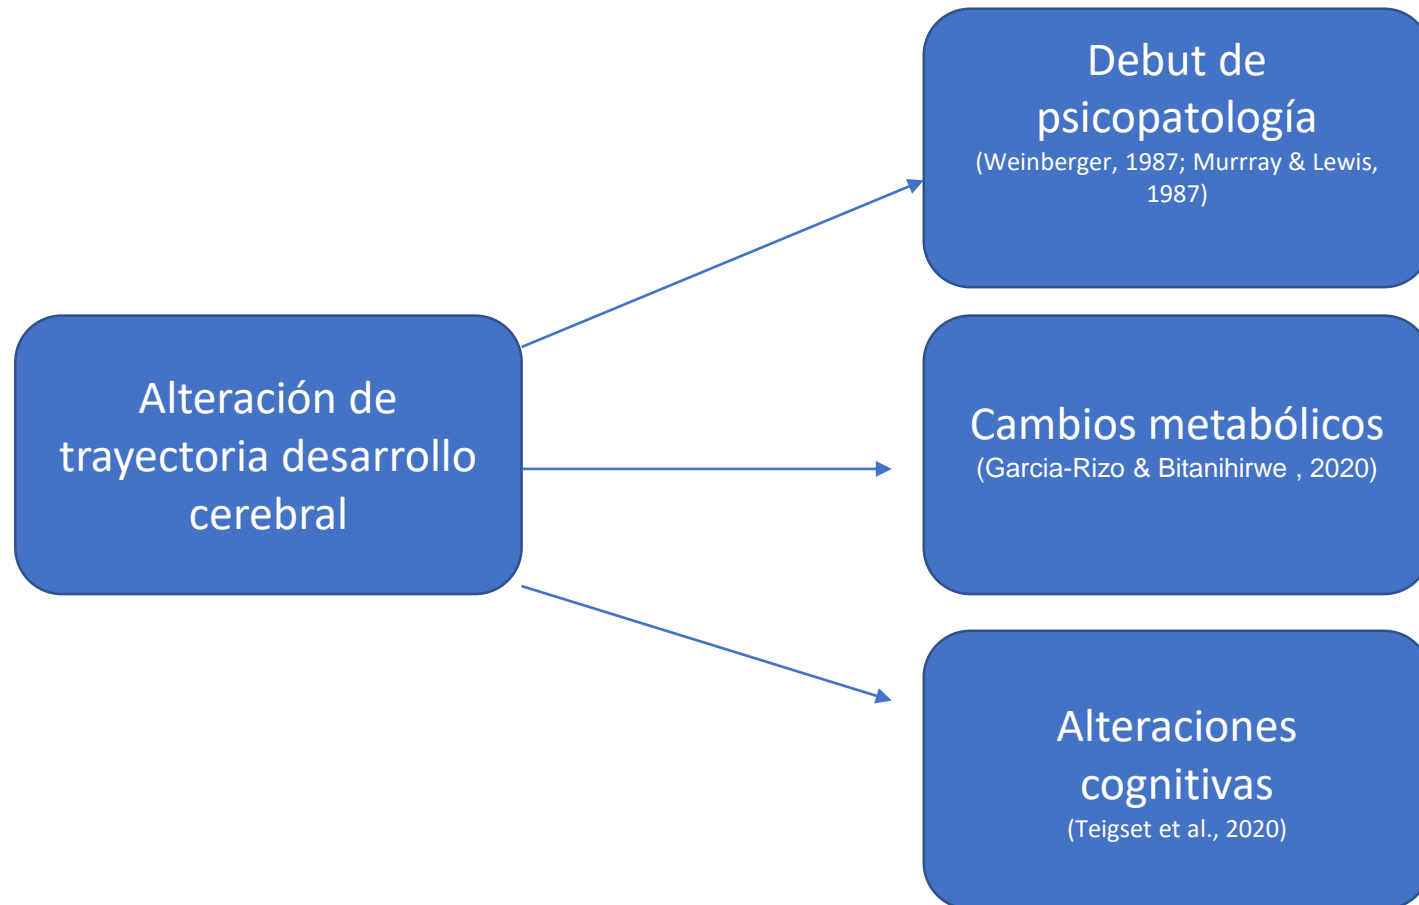 Debut de
psicopatología
(Weinberger, 1987; Murrray & Lewis,
1987)
Alteración de
trayectoria desarrollo
cerebral
Cambios metabólicos
(Garcia-Rizo & Bitanihirwe , 2020)
Alteraciones
cognitivas
(Teigset et al., 2020)